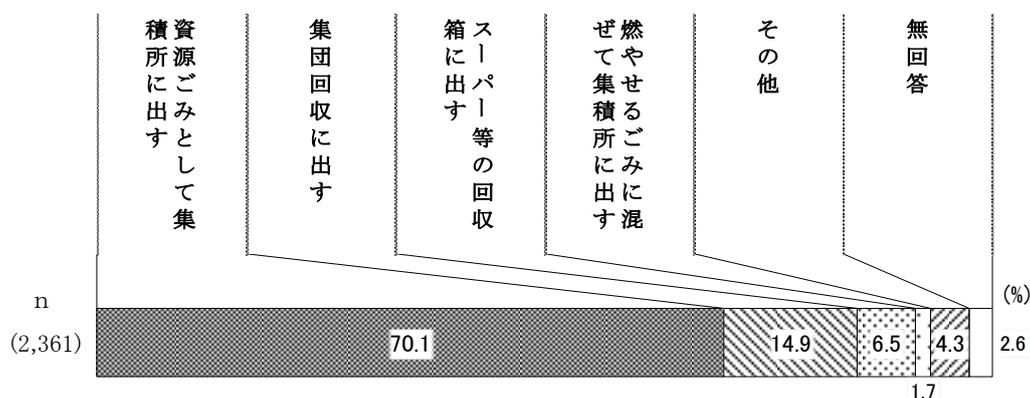 資源ごみとして集
積所に出す
集団回収に出す
スーパー等の回収
箱に出す
燃やせるごみに混
ぜて集積所に出す
その他
無回答
(%)
n
(2,361)
70.1
14.9
6.5
1.7
4.3
2.6